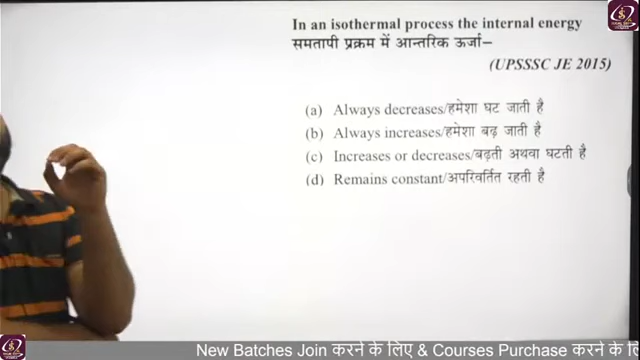 In an isothermal process the internal energy
समतापी प्रक्रम में आन्तरिक ऊर्जा–
(UPSSSC JE 2015)
(a) Always decreases/हमेशा घट जाती है
(b) Always increases/हमेशा बढ़ जाती है
(c) Increases or decreases/बढ़ती अथवा घटती है
(d) Remains constant/अपरिवर्तित रहती है
New Batches Join करने के लिए & Courses Purchase करने के लि